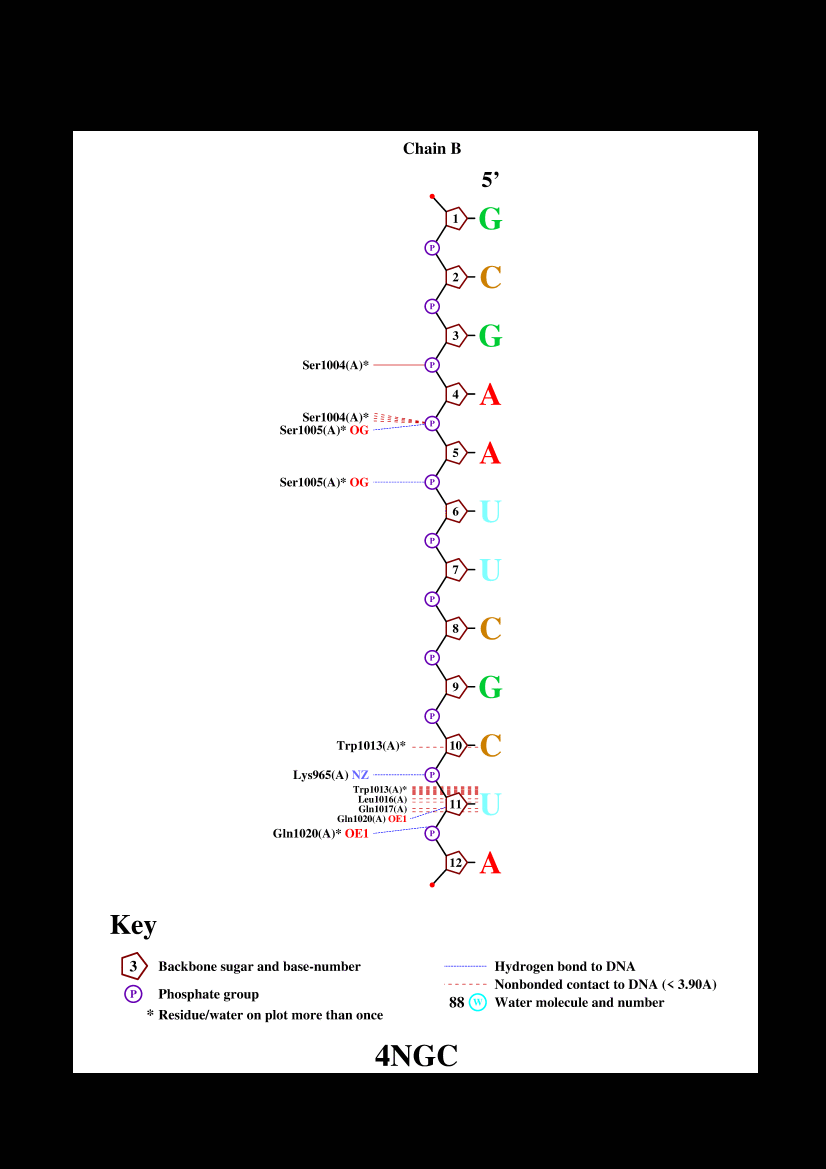 Chain B
5’
1 G
P
2 C
P
3 G
Ser1004(A)* P
4 A
Ser1004(A)*
Ser1005(A)* OG P
5 A
Ser1005(A)* OG P
6 U
P
7 U
P
8 C
P
9 G
P
Trp1013(A)* 10 C
Lys965(A) NZ P
Trp1013(A)*
Leu1016(A)
11 U
Gln1017(A)
Gln1020(A) OE1
Gln1020(A)* OE1 P
12 A
Key
3 Backbone sugar and base-number
P Phosphate group
* Residue/water on plot more than once
Hydrogen bond to DNA
Nonbonded contact to DNA (< 3.90A)
88 W Water molecule and number
4NGC